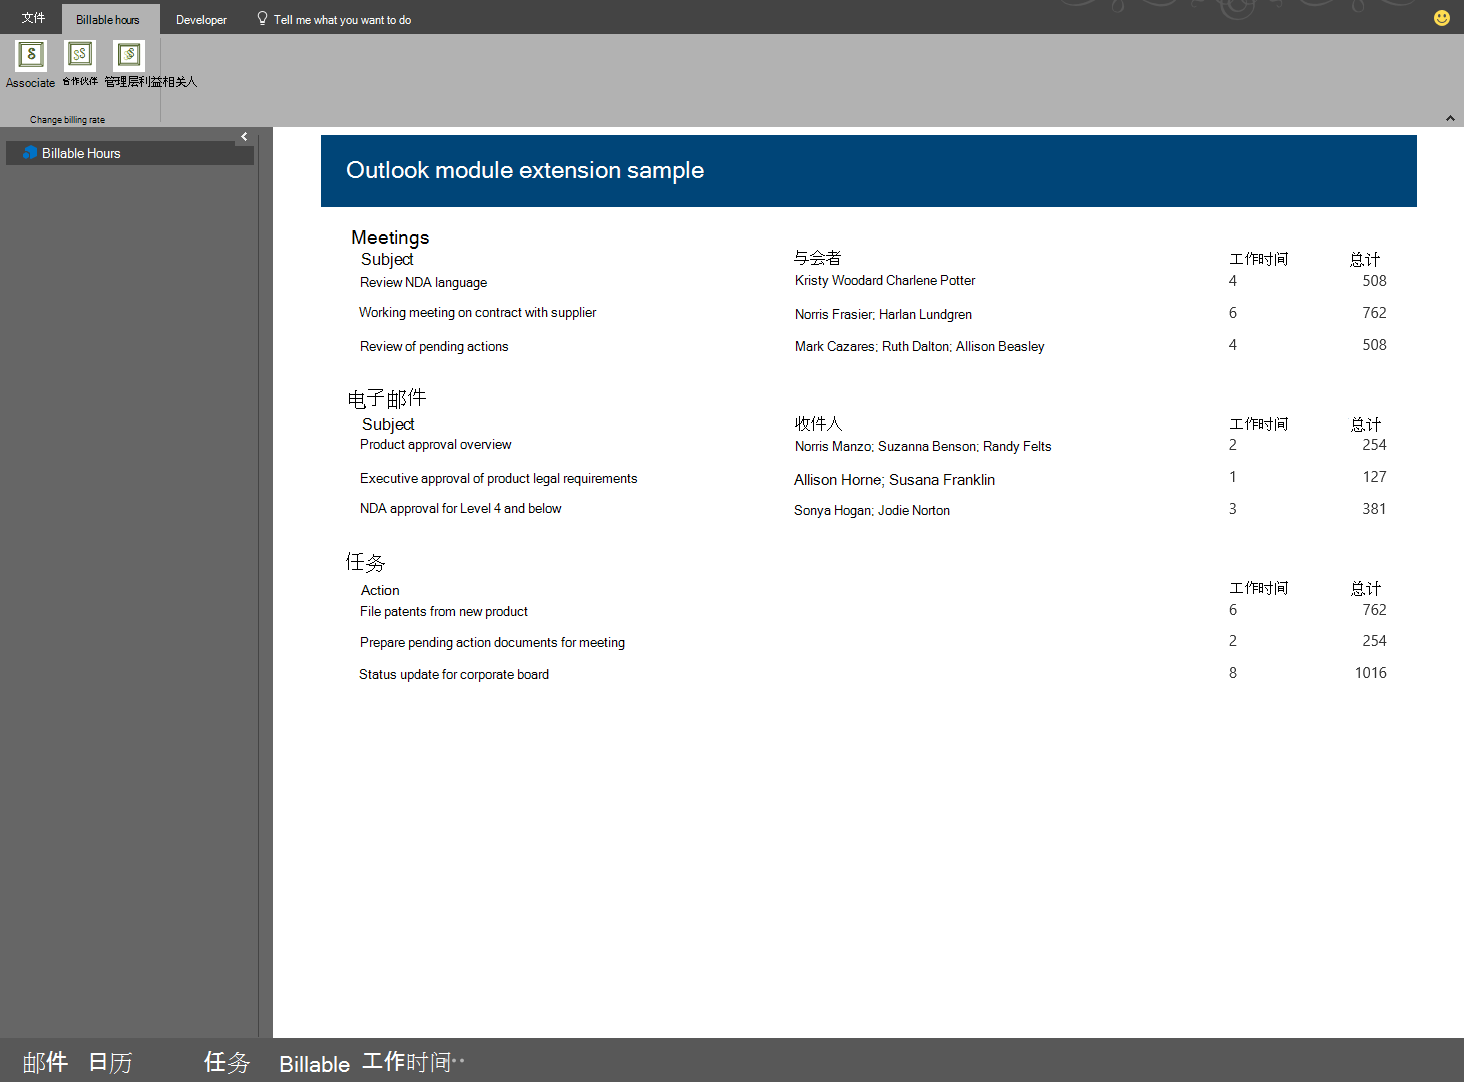 文件 Billable hours Developer Tell me what you want to do
Associate 合作伙伴 管理层利益相关人
Change billing rate
Billable Hours
Outlook module extension sample
Meetings
Subject 与会者 工作时间 总计
Review NDA language Kristy Woodard Charlene Potter 4 508
Working meeting on contract with supplier Norris Frasier; Harlan Lundgren 6 762
Review of pending actions Mark Cazares; Ruth Dalton; Allison Beasley 4 508
电子邮件
Subject 收件人 工作时间 总计
Product approval overview Norris Manzo; Suzanna Benson; Randy Felts 2 254
Executive approval of product legal requirements Allison Horne; Susana Franklin 1 127
NDA approval for Level 4 and below Sonya Hogan; Jodie Norton 3 381
任务
Action 工作时间 总计
File patents from new product 6 762
Prepare pending action documents for meeting 2 254
Status update for corporate board 8 1016
邮件 日历 任务 Billable 工作时间